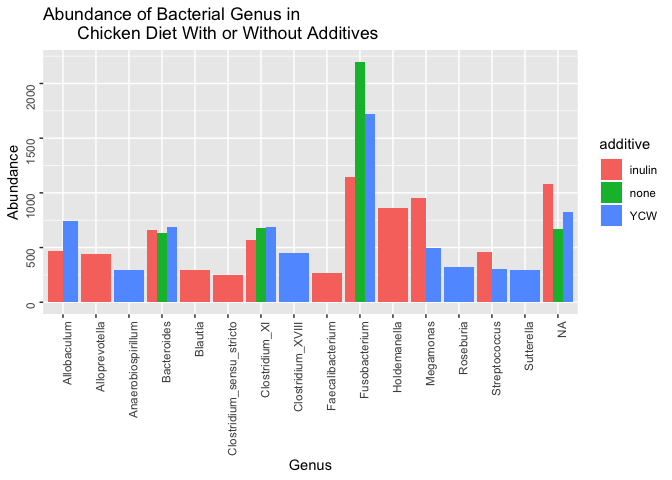 Abundance of Bacterial Genus in
Chicken Diet With or Without Additives
Abundance
2000
1500
1000
500
0
additive
inulin
none
YCW
Allobaculum
Alloprevotella
Anaerobiospirillum
Bacteroides
Blautia
Clostridium_sensu_stricto
Clostridium_XI
Clostridium_XVIII
Faecalibacterium
Fusobacterium
Holdemanella
Megamonas
Roseburia
Streptococcus
Sutterella
NA
Genus